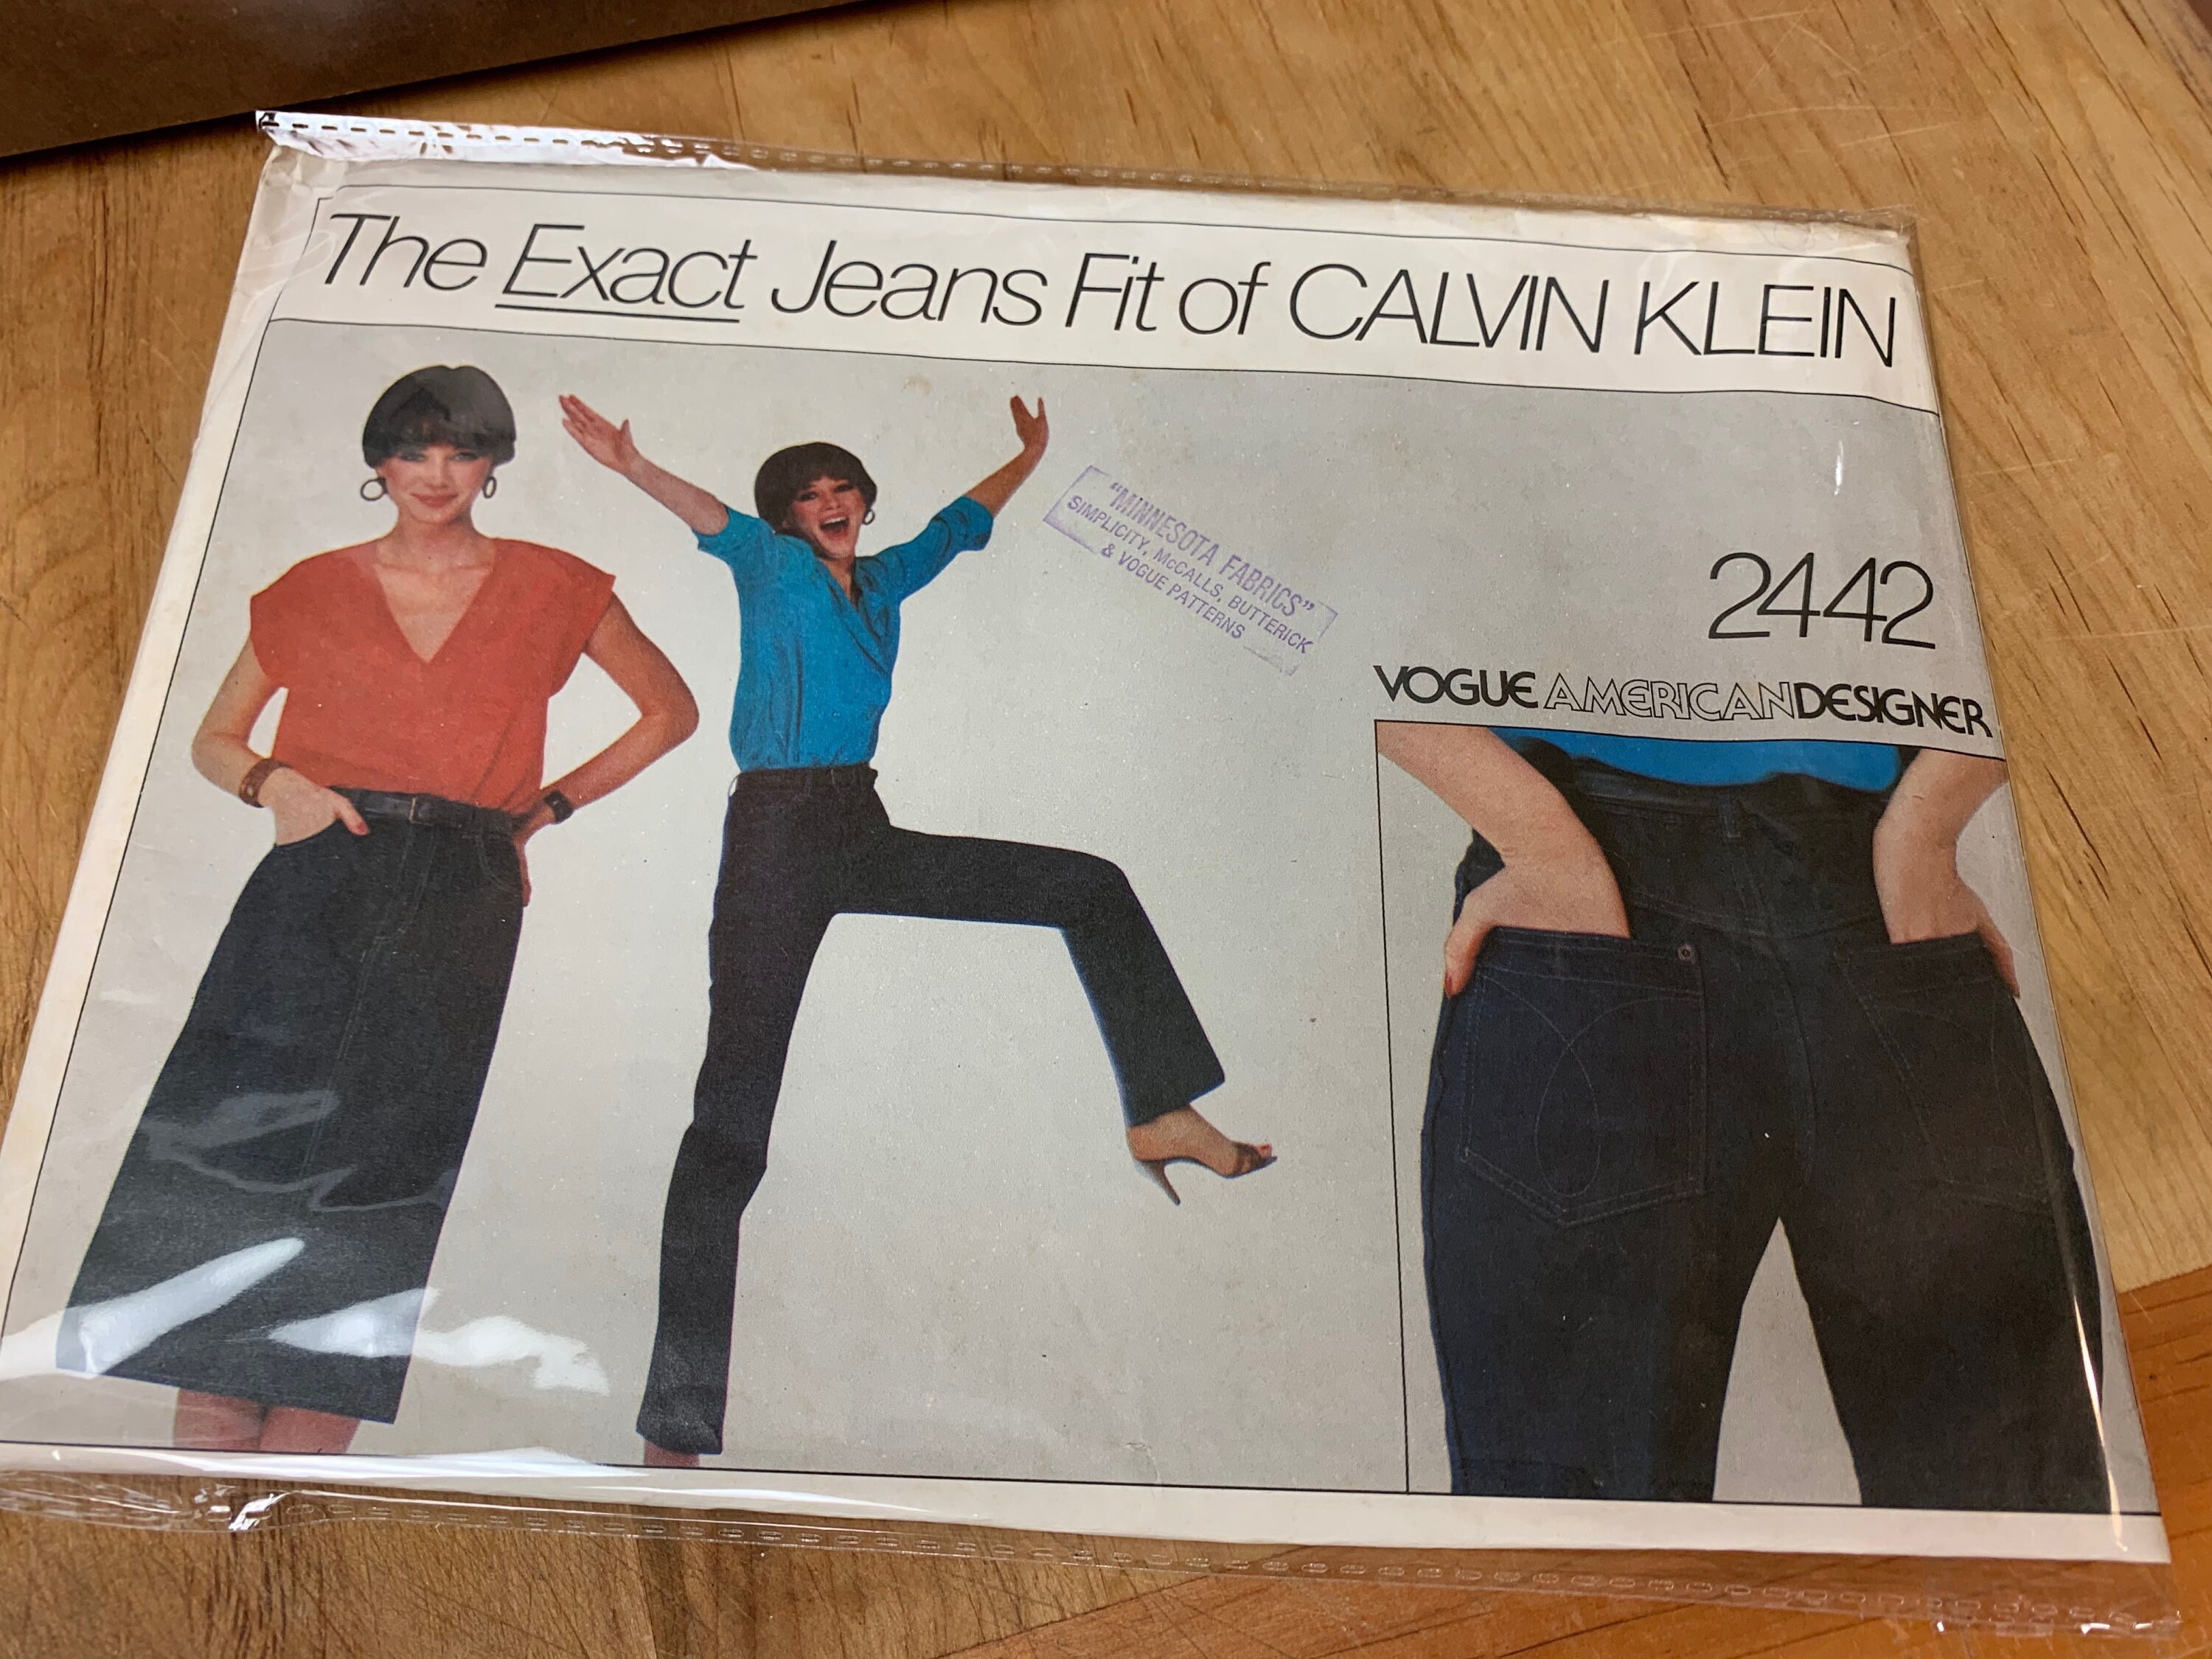 The Exact Jeans Fit of CALVIN KLEIN
"MINNESOTA FABRICS"
SIMPLICITY, McCALLS, BUTTERICK
& VOGUE PATTERNS
2442
VOGUE AMERICAN DESIGNER